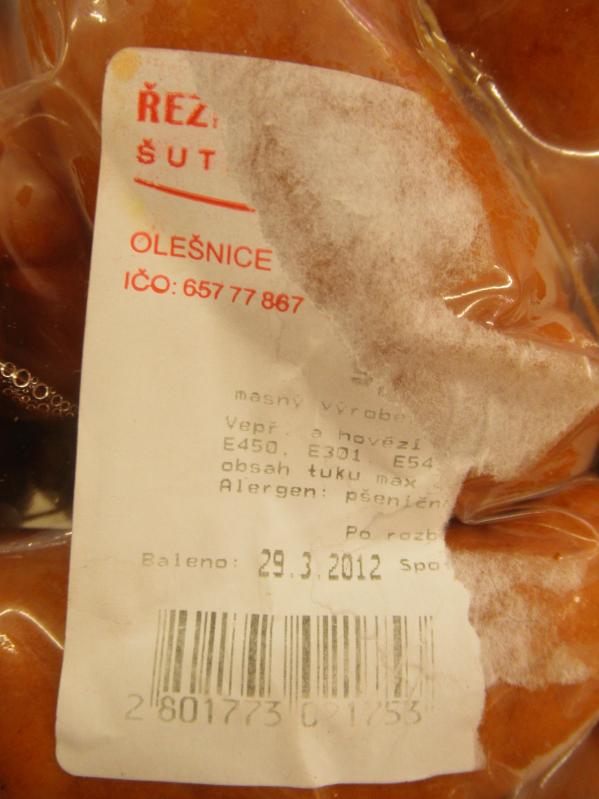 ŘEZ
ŠUT
OLEŠNICE
IČO: 657 77 867
masný výrobe
Vepř. a hovězí
E450, E301 E54
obsah tuku max
Alergen: pšeničn
Po rozb
Baleno: 29.3.2012 Spo
2 801773 021753